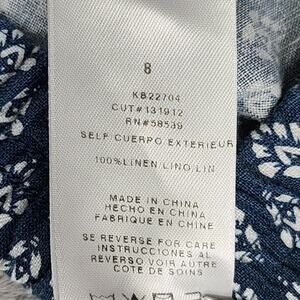 8
KB22704
CUT#131912
RN#58539
SELF/CUERPO/EXTERIEUR
100%LINEN/LINO/LIN
MADE IN CHINA
HECHO EN CHINA
FABRIQUE EN CHINE
SE REVERSE FOR CARE
INSTRUCCIONES AL
REVERSO VOIR AUTRE
COTE DE SOINS